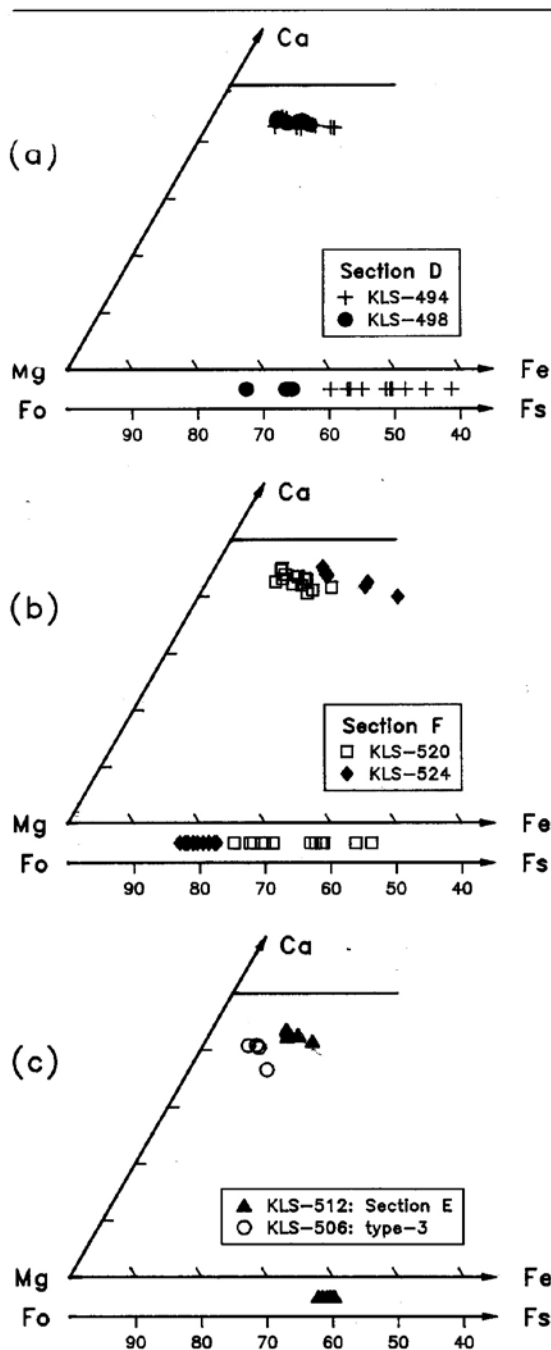 Ca
(a)
Section D
KLS-494
KLS-498
Mg Fe
Fo Fs
90 80 70 60 50 40
Ca
(b)
Section F
KLS-520
KLS-524
Mg Fe
Fo Fs
90 80 70 60 50 40
Ca
(c)
KLS-512: Section E
KLS-506: type-3
Mg Fe
Fo Fs
90 80 70 60 50 40